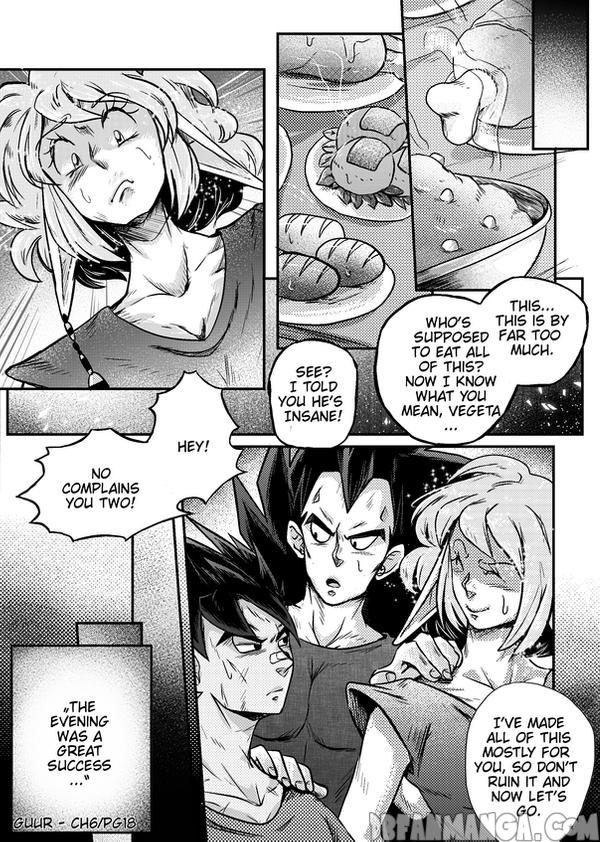 THIS...
THIS IS BY
FAR TOO
MUCH.
WHO'S
SUPPOSED
TO EAT ALL
OF THIS?
NOW I KNOW
WHAT YOU
MEAN, VEGETA
...
SEE?
I TOLD
YOU HE'S
INSANE!
HEY!
NO
COMPLAINS
YOU TWO!
I'VE MADE
ALL OF THIS
MOSTLY FOR
YOU, SO DON'T
RUIN IT AND
NOW LET'S
GO.
„THE
EVENING
WAS A
GREAT
SUCCESS
..."
GUUR - CH6/PG18
DBFANMANGA.COM